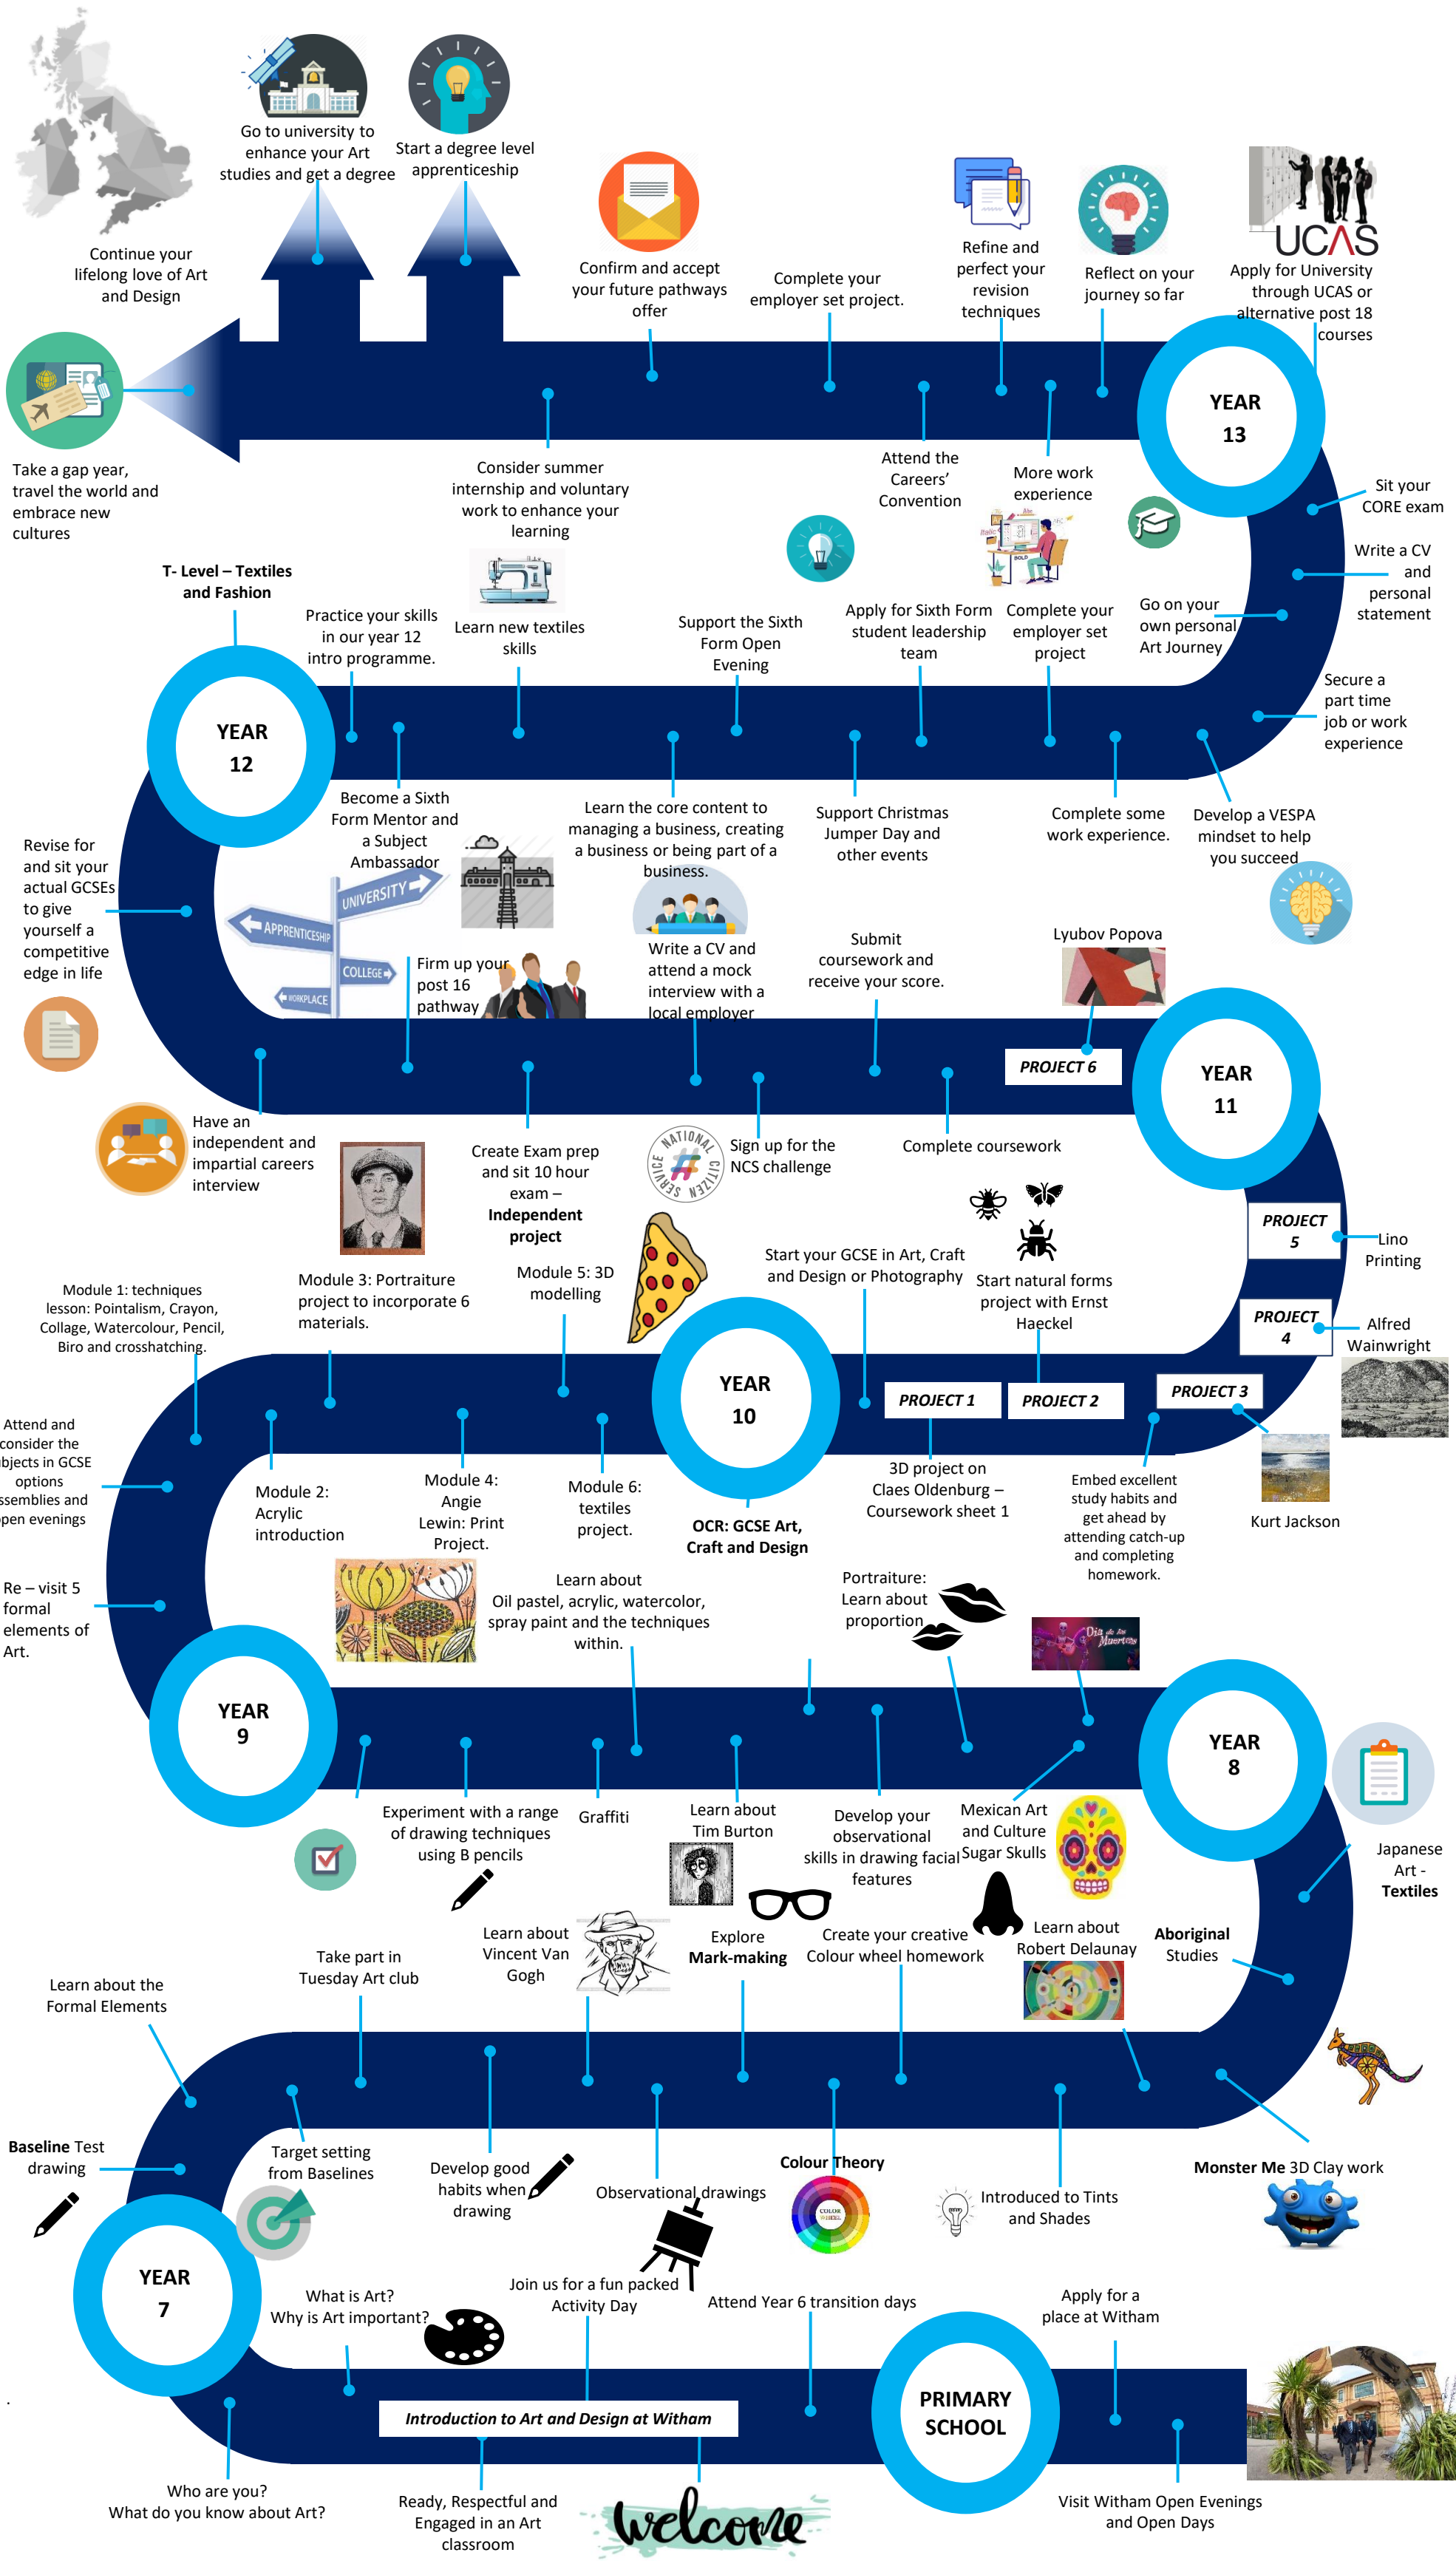 Go to university to
enhance your Art
studies and get a degree
Start a degree level
apprenticeship
Continue your
lifelong love of Art
and Design
Confirm and accept
your future pathways
offer
Complete your
employer set project.
Refine and
perfect your
revision
techniques
Reflect on your
journey so far
UCAS
Apply for University
through UCAS or
alternative post 18
courses
YEAR
13
Take a gap year,
travel the world and
embrace new
cultures
Consider summer
internship and voluntary
work to enhance your
learning
Attend the
Careers’
Convention
More work
experience
Sit your
CORE exam
Write a CV
and
personal
statement
Go on your
own personal
Art Journey
Secure a
part time
job or work
experience
T- Level – Textiles
and Fashion
Practice your skills
in our year 12
intro programme.
Learn new textiles
skills
Support the Sixth
Form Open
Evening
Apply for Sixth Form
student leadership
team
Complete your
employer set
project
BOLD
YEAR
12
Become a Sixth
Form Mentor and
a Subject
Ambassador
Learn the core content to
managing a business, creating
a business or being part of a
business.
Support Christmas
Jumper Day and
other events
Complete some
work experience.
Develop a VESPA
mindset to help
you succeed
Revise for
and sit your
actual GCSEs
to give
yourself a
competitive
edge in life
UNIVERSITY
APPRENTICESHIP
COLLEGE
WORKPLACE
Firm up your
post 16
pathway
Write a CV and
attend a mock
interview with a
local employer
Submit
coursework and
receive your score.
Lyubov Popova
PROJECT 6
YEAR
11
Have an
independent and
impartial careers
interview
Create Exam prep
and sit 10 hour
exam –
Independent
project
NATIONAL CITIZEN SERVICE
Sign up for the
NCS challenge
Complete coursework
PROJECT
5
Lino
Printing
PROJECT
4
Alfred
Wainwright
PROJECT 3
Kurt Jackson
Module 1: techniques
lesson: Pointalism, Crayon,
Collage, Watercolour, Pencil,
Biro and crosshatching.
Module 3: Portraiture
project to incorporate 6
materials.
Module 5: 3D
modelling
Start your GCSE in Art, Craft
and Design or Photography
Start natural forms
project with Ernst
Haeckel
YEAR
10
PROJECT 1
PROJECT 2
Attend and
consider the
bjects in GCSE
options
ssemblies and
pen evenings
Module 2:
Acrylic
introduction
Module 4:
Angie
Lewin: Print
Project.
Module 6:
textiles
project.
OCR: GCSE Art,
Craft and Design
3D project on
Claes Oldenburg –
Coursework sheet 1
Embed excellent
study habits and
get ahead by
attending catch-up
and completing
homework.
Re – visit 5
formal
elements of
Art.
Learn about
Oil pastel, acrylic, watercolor,
spray paint and the techniques
within.
Portraiture:
Learn about
proportion
Dia de los
Muertos
YEAR
9
YEAR
8
Experiment with a range
of drawing techniques
using B pencils
Graffiti
Learn about
Tim Burton
Develop your
observational
skills in drawing facial
features
Mexican Art
and Culture
Sugar Skulls
Japanese
Art -
Textiles
Learn about the
Formal Elements
Take part in
Tuesday Art club
Learn about
Vincent Van
Gogh
Explore
Mark-making
Create your creative
Colour wheel homework
Learn about
Robert Delaunay
Aboriginal
Studies
Baseline Test
drawing
Target setting
from Baselines
Develop good
habits when
drawing
Observational drawings
Colour Theory
COLOR
WHEEL
Introduced to Tints
and Shades
Monster Me 3D Clay work
YEAR
7
What is Art?
Why is Art important?
Join us for a fun packed
Activity Day
Attend Year 6 transition days
Apply for a
place at Witham
Introduction to Art and Design at Witham
PRIMARY
SCHOOL
Who are you?
What do you know about Art?
Ready, Respectful and
Engaged in an Art
classroom
welcome
Visit Witham Open Evenings
and Open Days